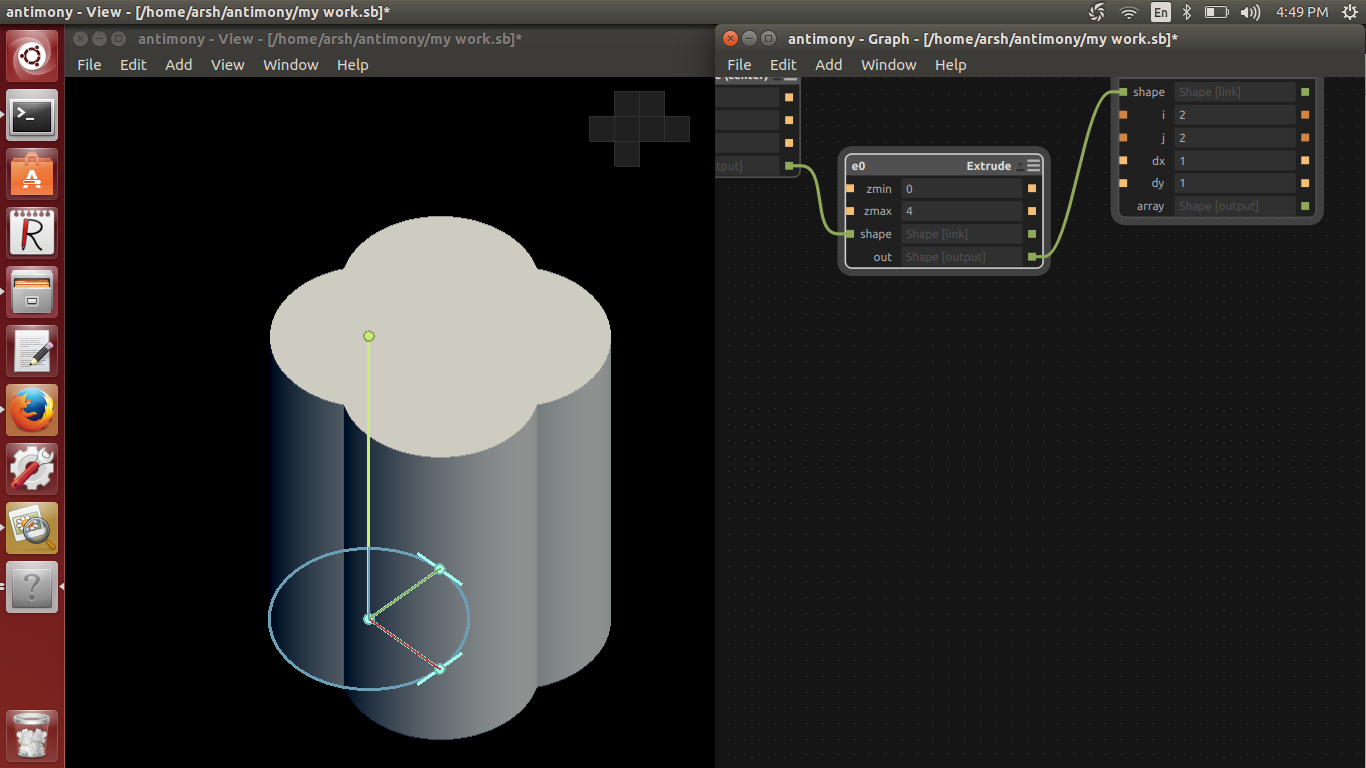 antimony - View - [/home/arsh/antimony/my work.sb]*
En
4:49 PM
antimony - View - [/home/arsh/antimony/my work.sb]*
File Edit Add View Window Help
antimony - Graph - [/home/arsh/antimony/my work.sb]*
File Edit Add Window Help
(center)
e0 Extrude
zmin 0
zmax 4
shape Shape [link]
out Shape [output]
shape Shape [link]
i 2
j 2
dx 1
dy 1
array Shape [output]